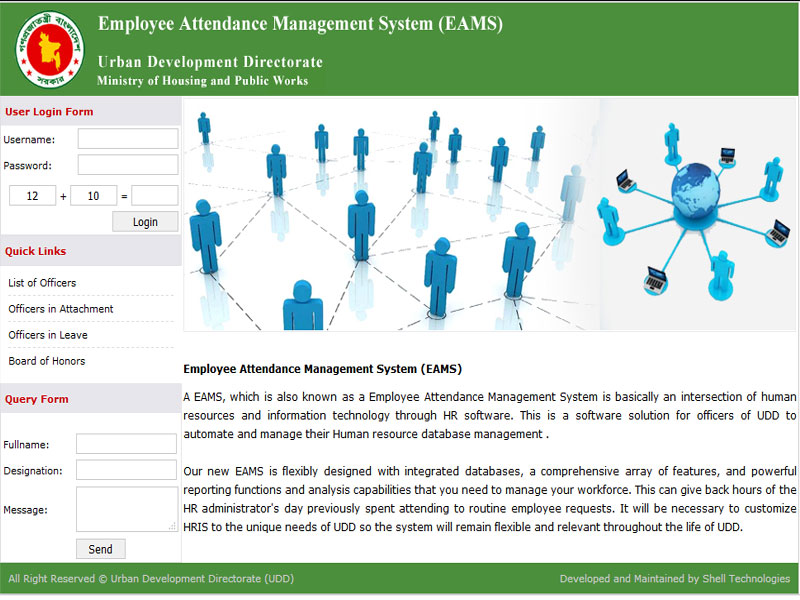 গণপ্রজাতন্ত্রী বাংলাদেশ
সরকার
Employee Attendance Management System (EAMS)
Urban Development Directorate
Ministry of Housing and Public Works
User Login Form
Username:
Password:
12 + 10 =
Login
Quick Links
List of Officers
Officers in Attachment
Officers in Leave
Board of Honors
Query Form
Fullname:
Designation:
Message:
Send
Employee Attendance Management System (EAMS)
A EAMS, which is also known as a Employee Attendance Management System is basically an intersection of human
resources and information technology through HR software. This is a software solution for officers of UDD to
automate and manage their Human resource database management .
Our new EAMS is flexibly designed with integrated databases, a comprehensive array of features, and powerful
reporting functions and analysis capabilities that you need to manage your workforce. This can give back hours of the
HR administrator's day previously spent attending to routine employee requests. It will be necessary to customize
HRIS to the unique needs of UDD so the system will remain flexible and relevant throughout the life of UDD.
All Right Reserved © Urban Development Directorate (UDD)
Developed and Maintained by Shell Technologies